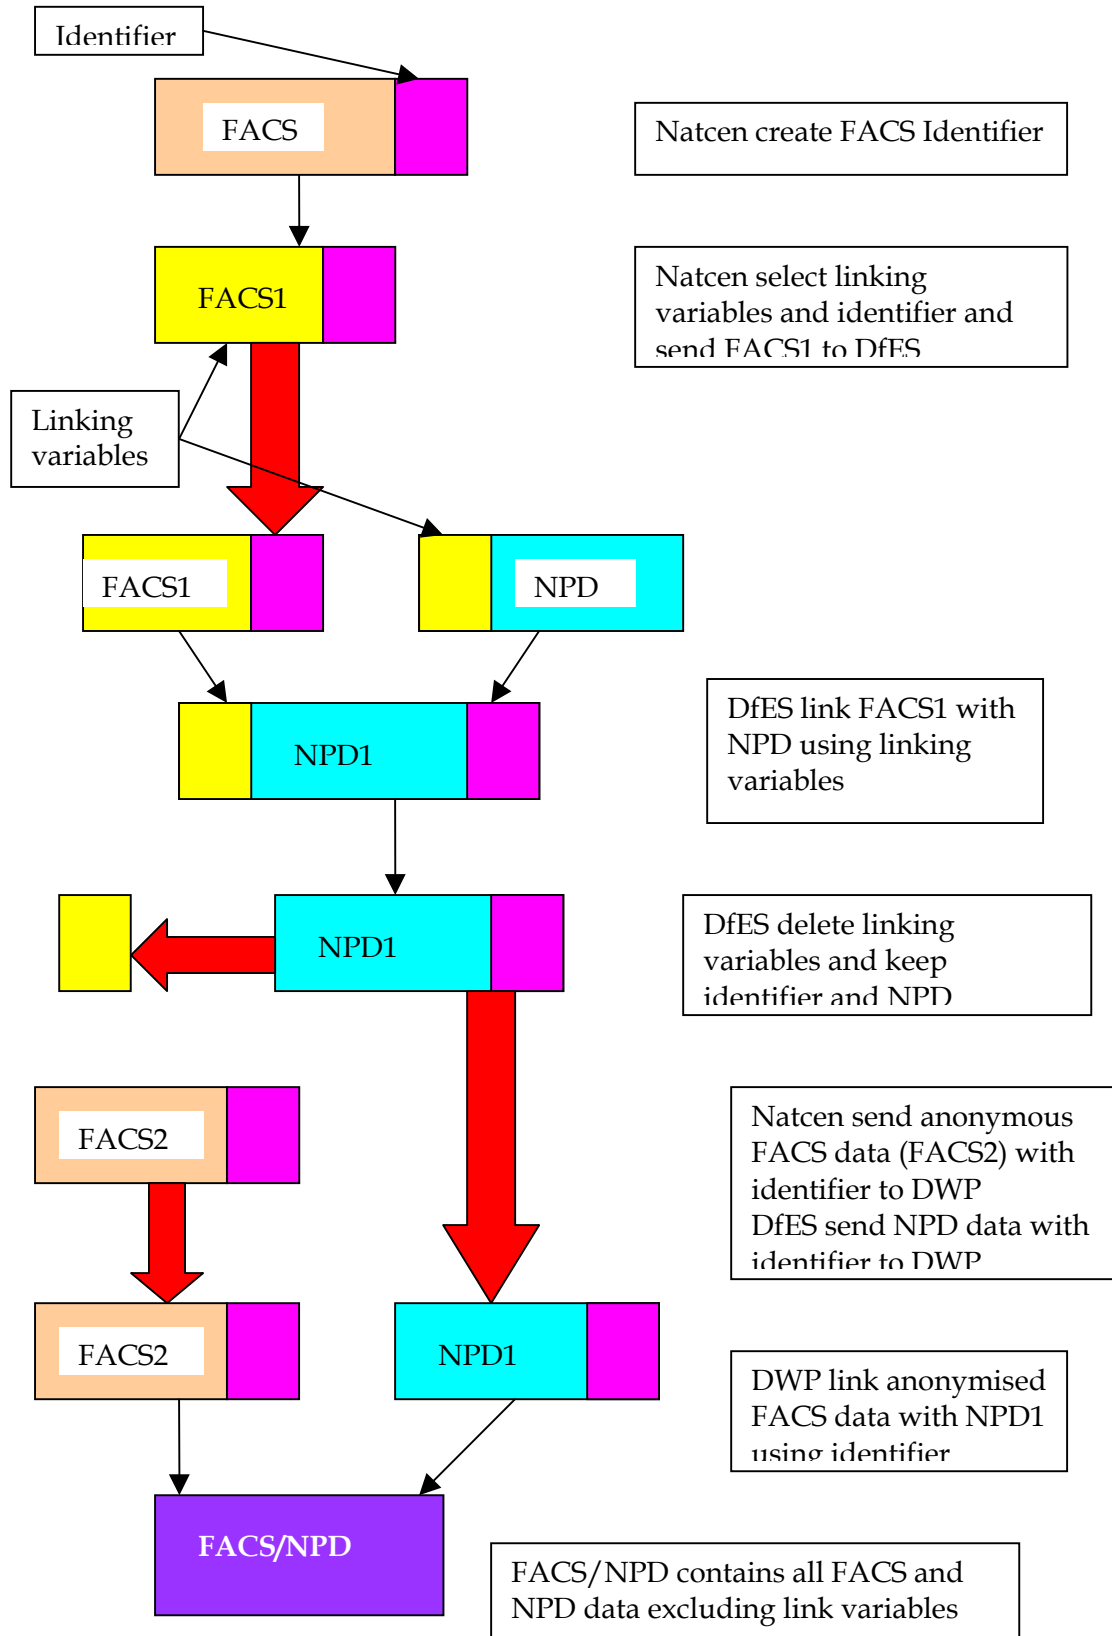 Identifier
FACS
Natcen create FACS Identifier
FACS1
Natcen select linking
variables and identifier and
send FACS1 to DfES
Linking
variables
FACS1
NPD
NPD1
DfES link FACS1 with
NPD using linking
variables
NPD1
DfES delete linking
variables and keep
identifier and NPD
FACS2
Natcen send anonymous
FACS data (FACS2) with
identifier to DWP
DfES send NPD data with
identifier to DWP
FACS2
NPD1
DWP link anonymised
FACS data with NPD1
using identifier
FACS/NPD
FACS/NPD contains all FACS and
NPD data excluding link variables